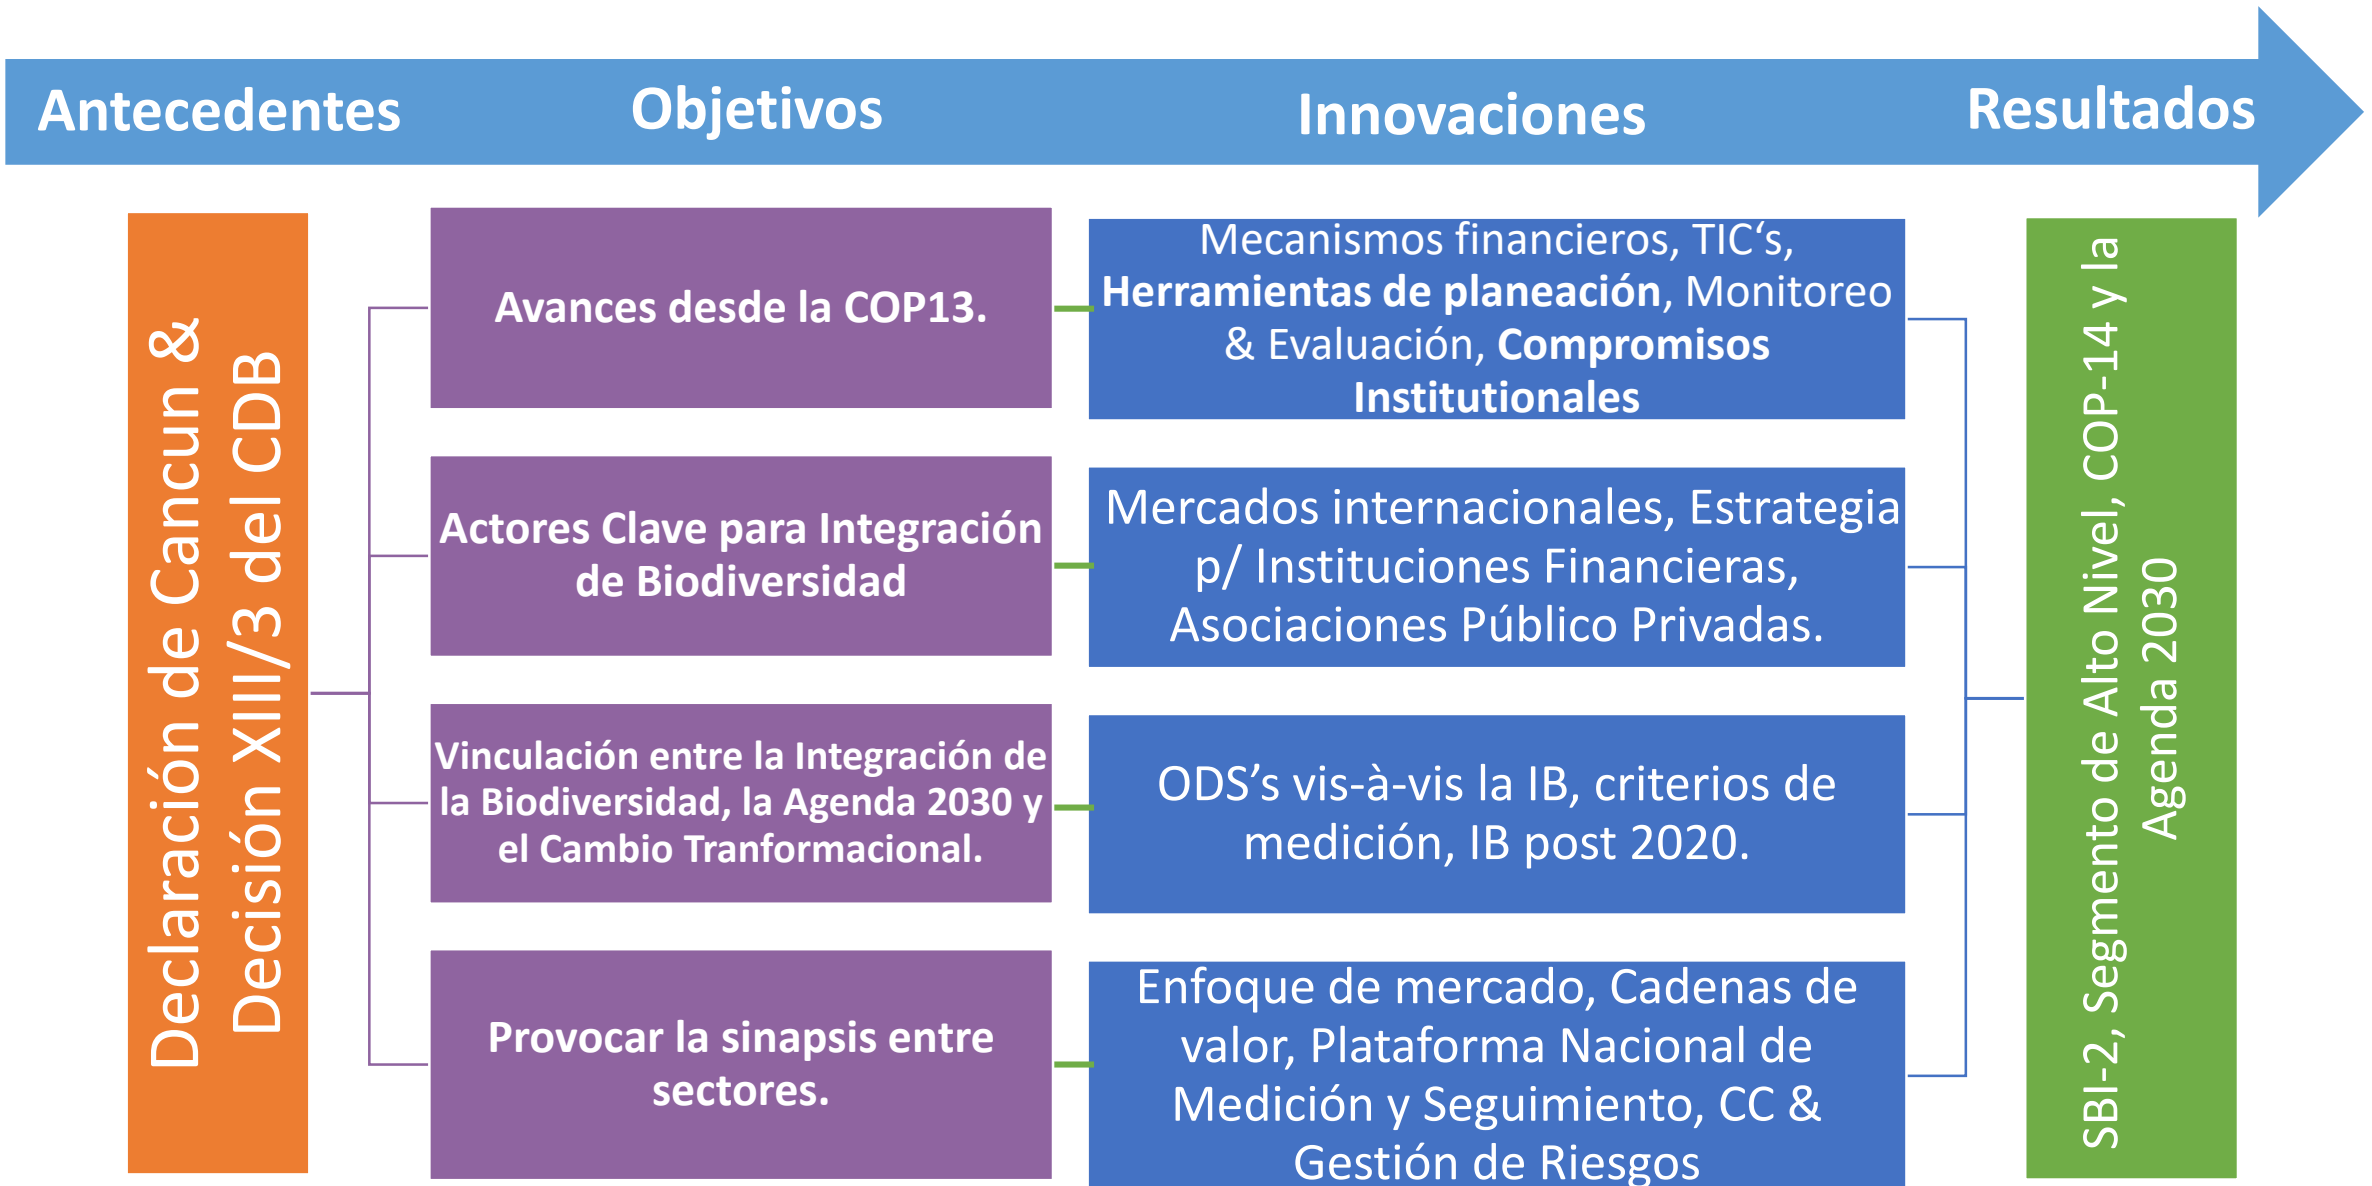 Antecedentes
Objetivos
Innovaciones
Resultados
Declaración de Cancun &
Decisión XIII/3 del CDB
Avances desde la COP13.
Actores Clave para Integración
de Biodiversidad
Vinculación entre la Integración de
la Biodiversidad, la Agenda 2030 y
el Cambio Tranformacional.
Provocar la sinapsis entre
sectores.
Mecanismos financieros, TIC‘s,
Herramientas de planeación, Monitoreo
& Evaluación, Compromisos
Institutionales
Mercados internacionales, Estrategia
p/ Instituciones Financieras,
Asociaciones Público Privadas.
ODS’s vis-à-vis la IB, criterios de
medición, IB post 2020.
Enfoque de mercado, Cadenas de
valor, Plataforma Nacional de
Medición y Seguimiento, CC &
Gestión de Riesgos
SBI-2, Segmento de Alto Nivel, COP-14 y la
Agenda 2030